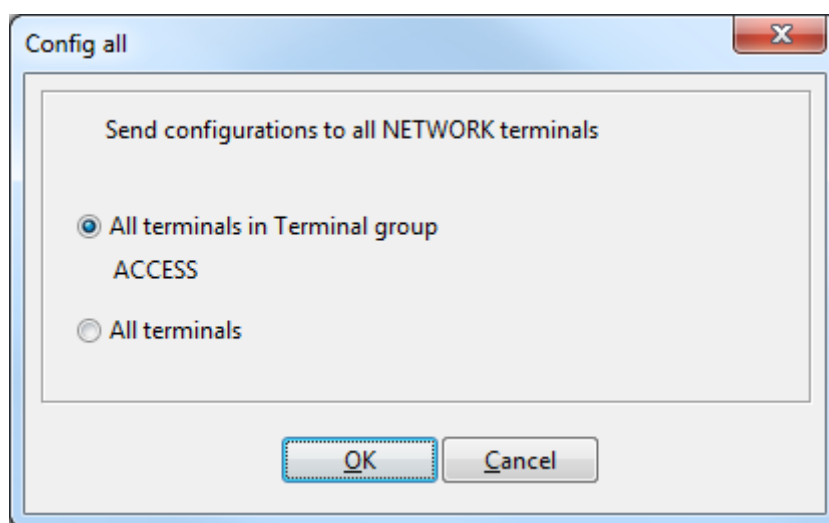 Config all
Send configurations to all NETWORK terminals
All terminals in Terminal group
ACCESS
All terminals
OK Cancel